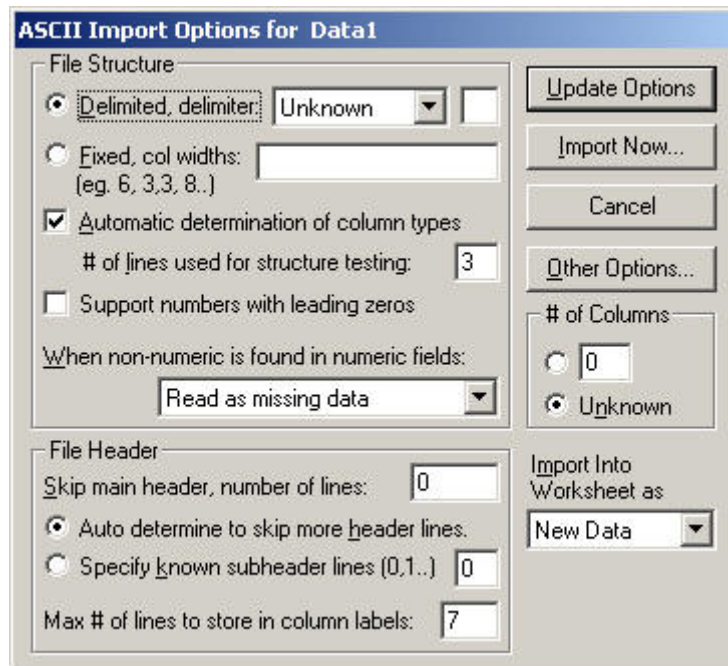 ASCII Import Options for Data1
File Structure
Delimited, delimiter: Unknown
Fixed, col widths:
(eg. 6, 3,3, 8..)
Automatic determination of column types
# of lines used for structure testing: 3
Support numbers with leading zeros
When non-numeric is found in numeric fields:
Read as missing data
File Header
Skip main header, number of lines: 0
Auto determine to skip more header lines.
Specify known subheader lines (0,1..) 0
Max # of lines to store in column labels: 7
Update Options
Import Now...
Cancel
Other Options...
# of Columns
0
Unknown
Import Into
Worksheet as
New Data